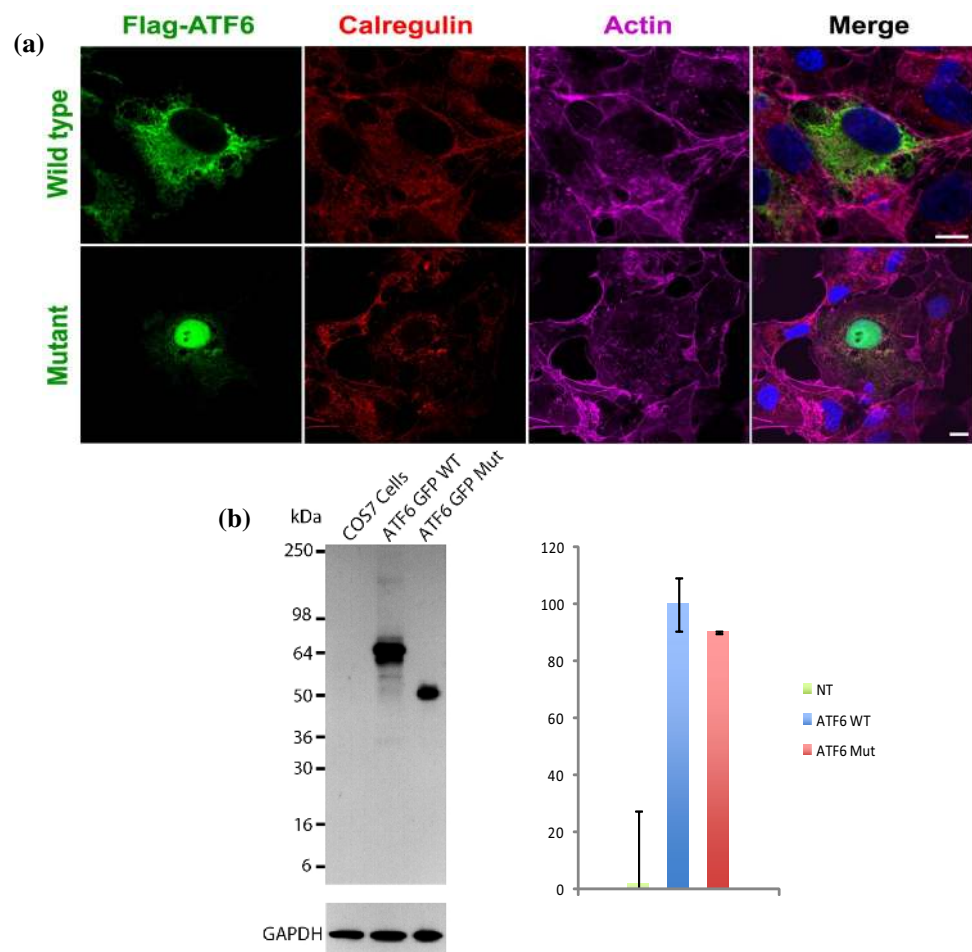 Flag-ATF6 Calregulin Actin Merge
(a)
Wild type
Mutant
(b)
kDa
COS7 Cells
ATF6 GFP WT
ATF6 GFP Mut
250
98
64
50
36
30
16
6
GAPDH
120
100
80
60
40
20
0
NT
ATF6 WT
ATF6 Mut